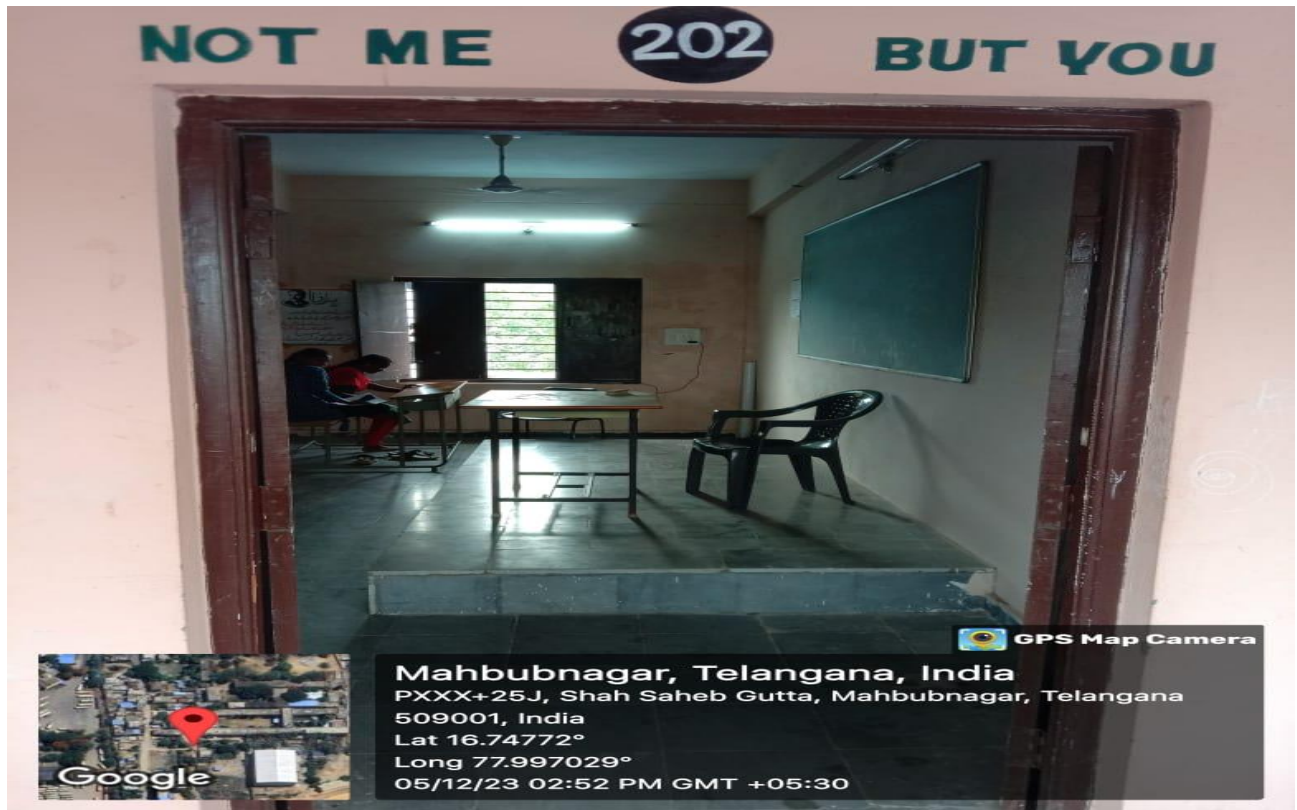 NOT ME 202 BUT YOU
GPS Map Camera
Mahbubnagar, Telangana, India
PXXX+25J, Shah Saheb Gutta, Mahbubnagar, Telangana
509001, India
Lat 16.74772°
Long 77.997029°
05/12/23 02:52 PM GMT +05:30
Google